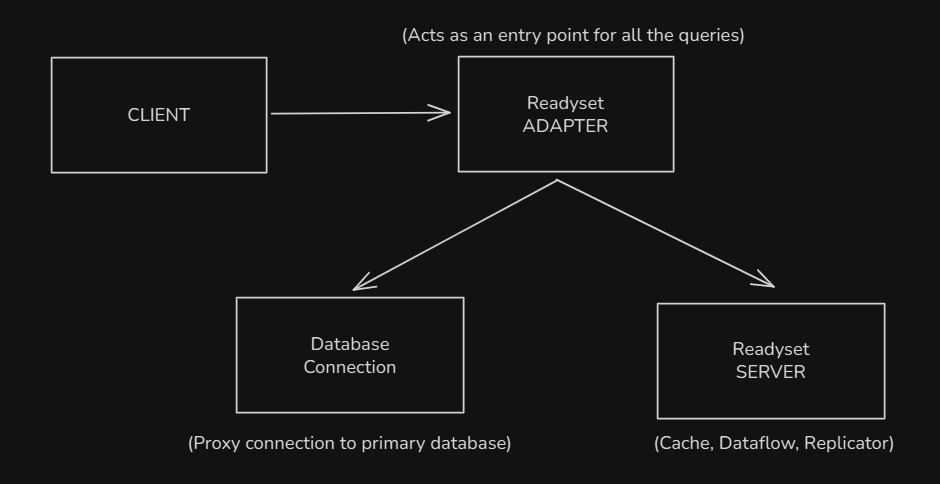 (Acts as an entry point for all the queries)
CLIENT
Readyset
ADAPTER
Database
Connection
Readyset
SERVER
(Proxy connection to primary database)
(Cache, Dataflow, Replicator)